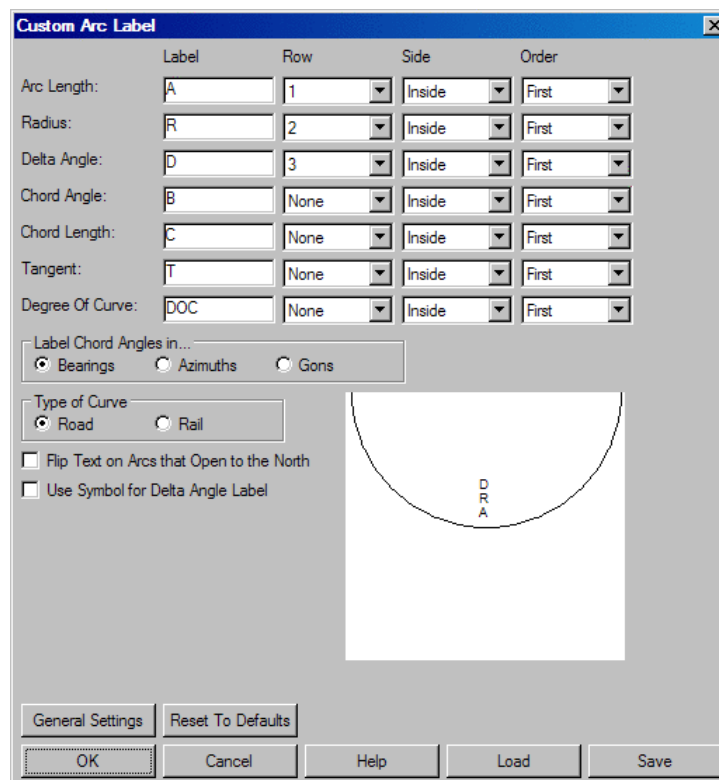 Custom Arc Label
Label Row Side Order
Arc Length: A 1 Inside First
Radius: R 2 Inside First
Delta Angle: D 3 Inside First
Chord Angle: B None Inside First
Chord Length: C None Inside First
Tangent: T None Inside First
Degree Of Curve: DOC None Inside First
Label Chord Angles in...
Bearings Azimuths Gons
Type of Curve
Road Rail
Flip Text on Arcs that Open to the North
Use Symbol for Delta Angle Label
D
R
A
General Settings Reset To Defaults
OK Cancel Help Load Save